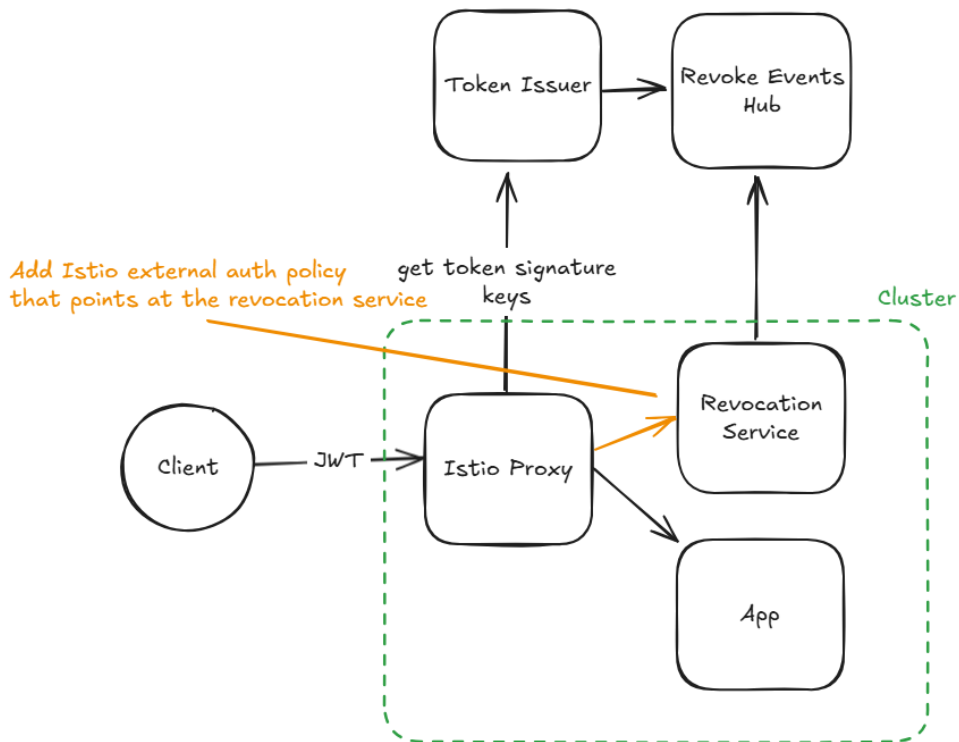 Token Issuer
Revoke Events
Hub
Add Istio external auth policy
that points at the revocation service
get token signature
keys
Cluster
Revocation
Service
Client
JWT
Istio Proxy
App